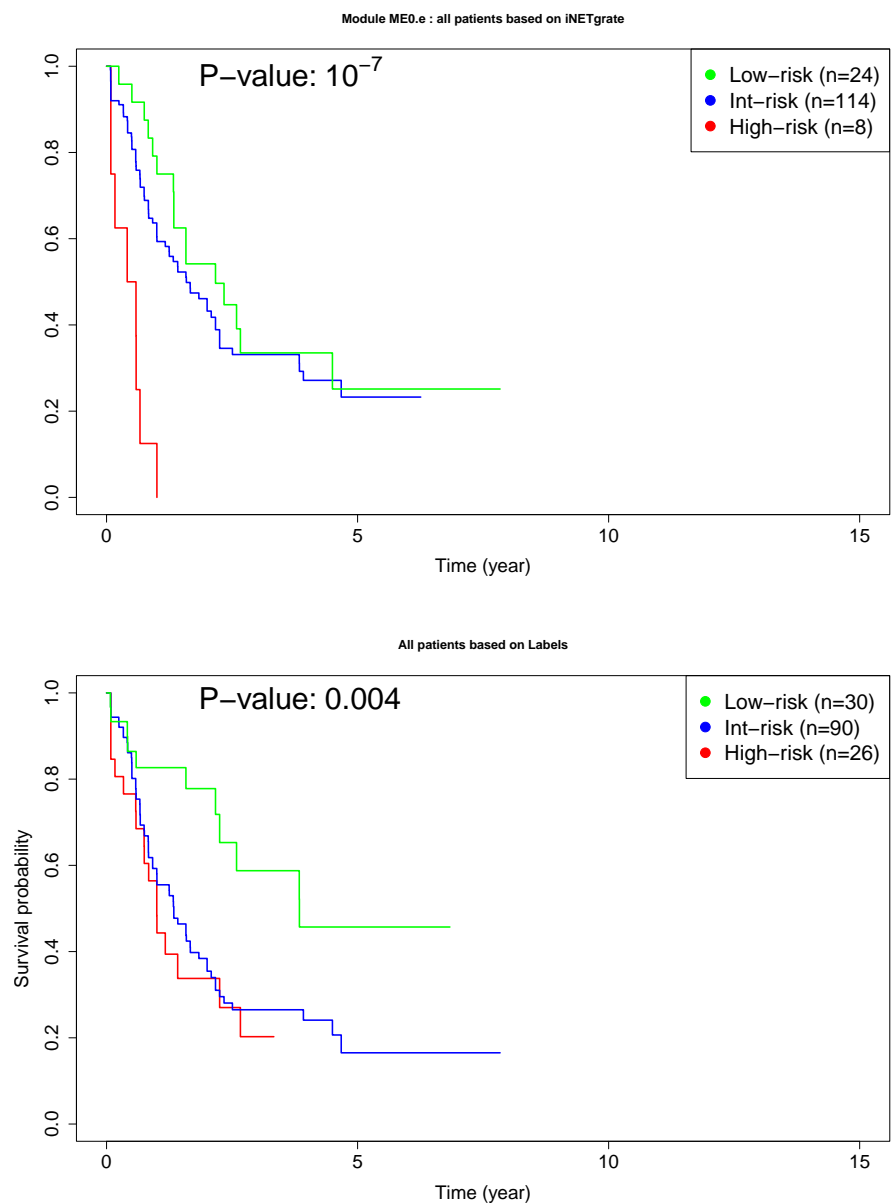 Module ME0.e : all patients based on iNETgrate
P−value: 10⁻⁷
Low−risk (n=24)
Int−risk (n=114)
High−risk (n=8)
1.0
0.8
0.6
0.4
0.2
0.0
0 5 10 15
Time (year)
All patients based on Labels
P−value: 0.004
Low−risk (n=30)
Int−risk (n=90)
High−risk (n=26)
Survival probability
1.0
0.8
0.6
0.4
0.2
0.0
0 5 10 15
Time (year)